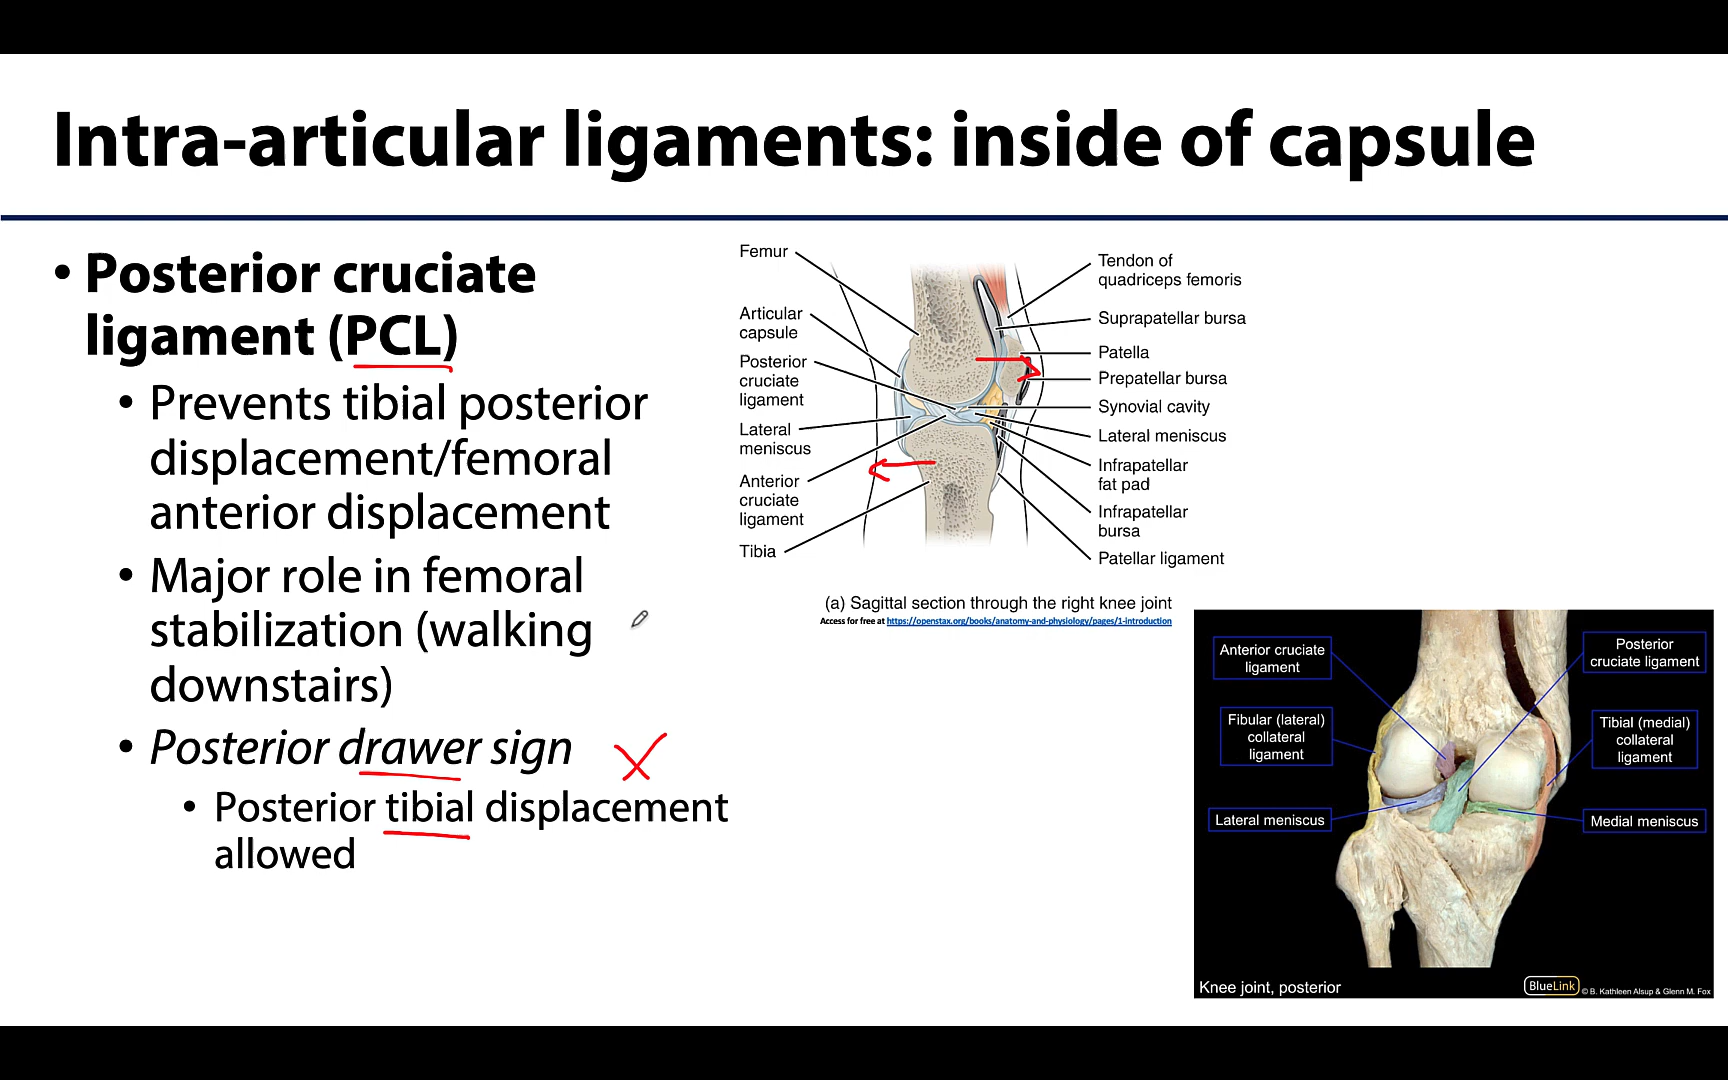 Intra-articular ligaments: inside of capsule
• Posterior cruciate
ligament (PCL)
• Prevents tibial posterior
displacement/femoral
anterior displacement
• Major role in femoral
stabilization (walking
downstairs)
• Posterior drawer sign
• Posterior tibial displacement
allowed
Femur
Articular
capsule
Posterior
cruciate
ligament
Lateral
meniscus
Anterior
cruciate
ligament
Tibia
Tendon of
quadriceps femoris
Suprapatellar bursa
Patella
Prepatellar bursa
Synovial cavity
Lateral meniscus
Infrapatellar
fat pad
Infrapatellar
bursa
Patellar ligament
(a) Sagittal section through the right knee joint
Access for free at https://openstax.org/books/anatomy-and-physiology/pages/1-introduction
Anterior cruciate
ligament
Fibular (lateral)
collateral
ligament
Lateral meniscus
Posterior
cruciate ligament
Tibial (medial)
collateral
ligament
Medial meniscus
Knee joint, posterior
BlueLink © B. Kathleen Alsup & Glenn M. Fox